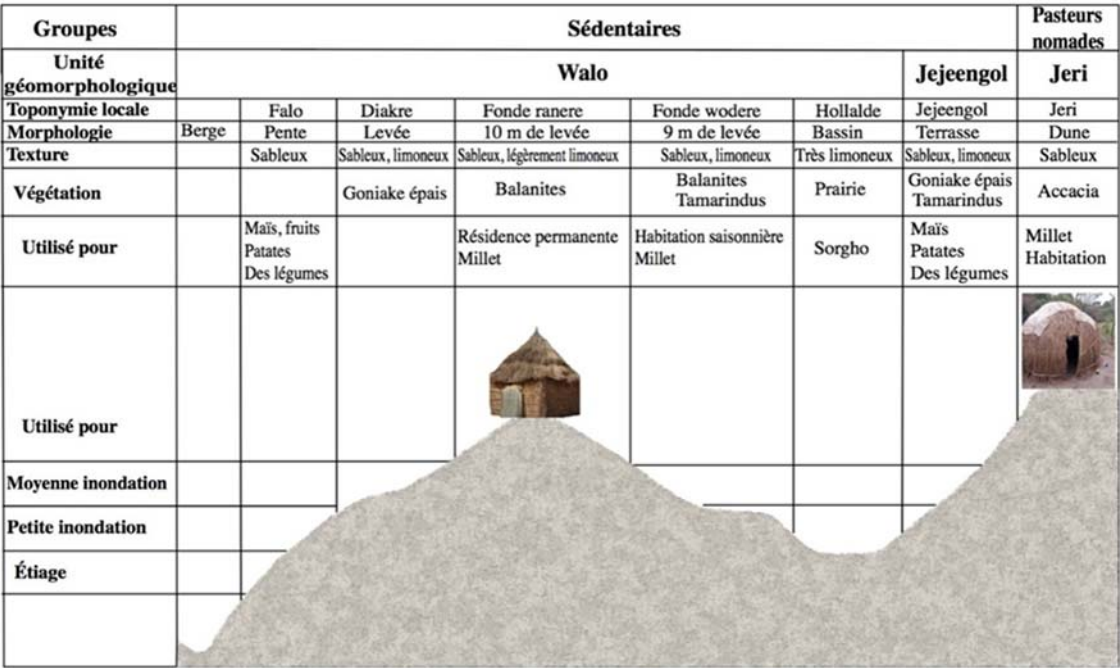 Groupes Sédentaires Pasteurs nomades
Unité géomorphologique Walo Jejeengol Jeri
Toponymie locale Falo Diakre Fonde ranere Fonde wodere Hollalde Jejeengol Jeri
Morphologie Berge Pente Levée 10 m de levée 9 m de levée Bassin Terrasse Dune
Texture Sableux Sableux, limoneux Sableux, légèrement limoneux Sableux, limoneux Très limoneux Sableux, limoneux Sableux
Végétation Goniake épais Balanites Balanites Tamarindus Prairie Goniake épais Tamarindus Accacia
Utilisé pour Maïs, fruits Patates Des légumes Résidence permanente Millet Habitation saisonnière Millet Sorgho Maïs Patates Des légumes Millet Habitation
Utilisé pour
Moyenne inondation
Petite inondation
Étiage